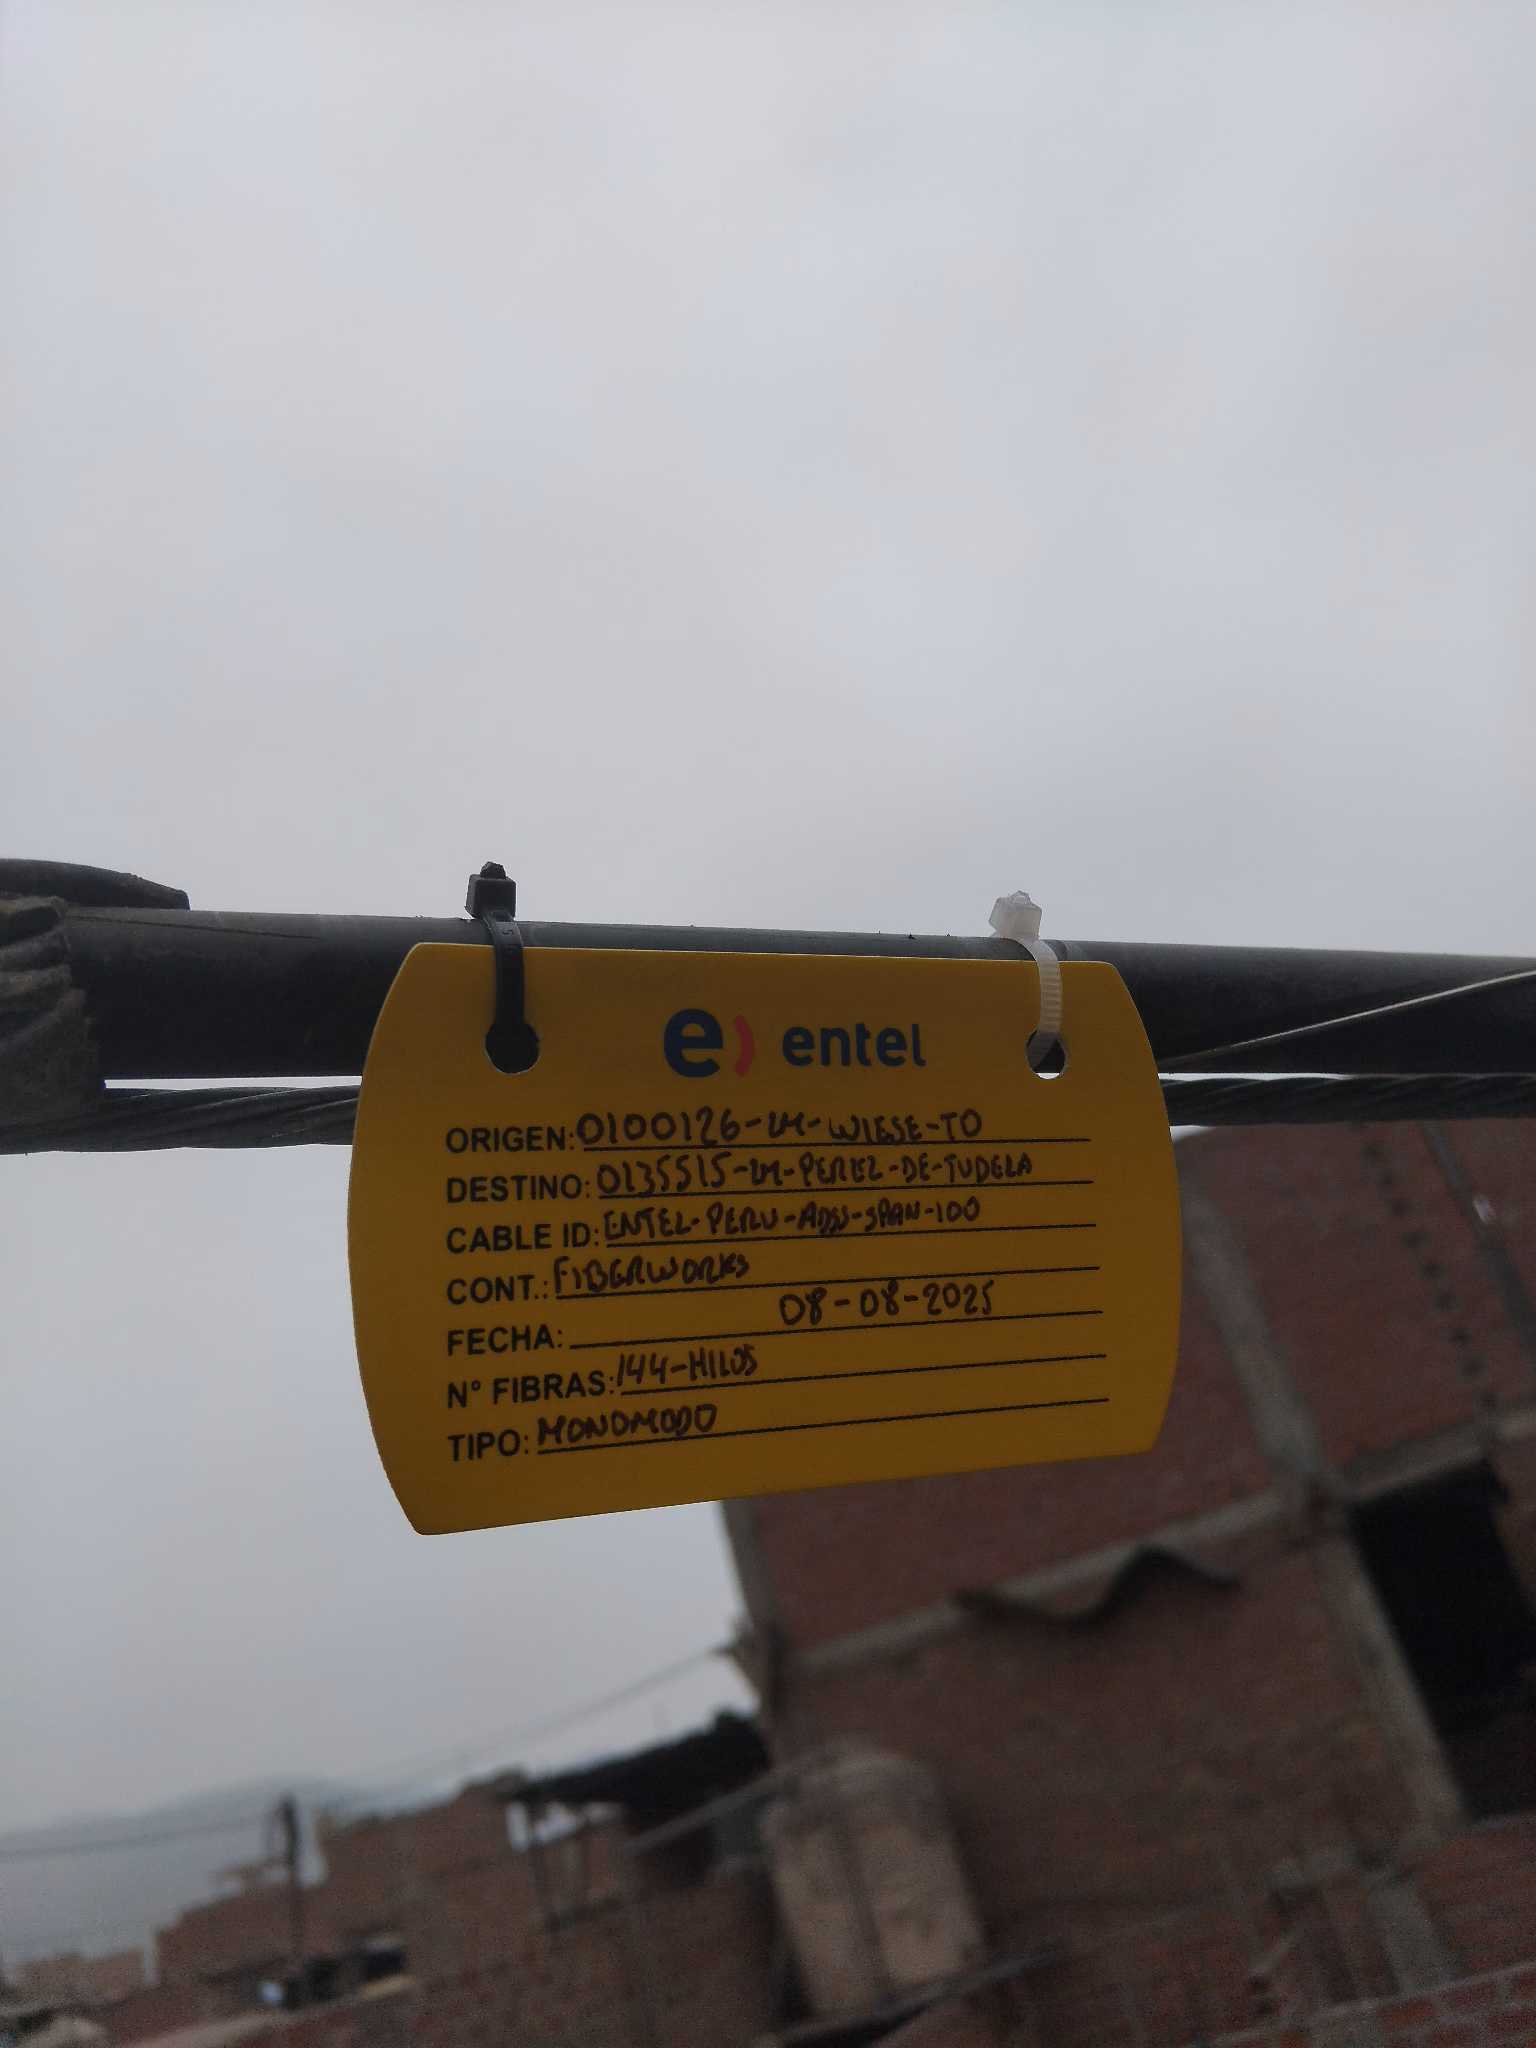 e) entel
ORIGEN: 0100126-LM-WIESE-TO
DESTINO: 0135515-LM-PEREZ-DE-TUDELA
CABLE ID: ENTEL-PERU-ADSS-SPAN-100
CONT.: FIBERWORKS
FECHA: 08-08-2025
N° FIBRAS: 144-HILOS
TIPO: MONOMODO